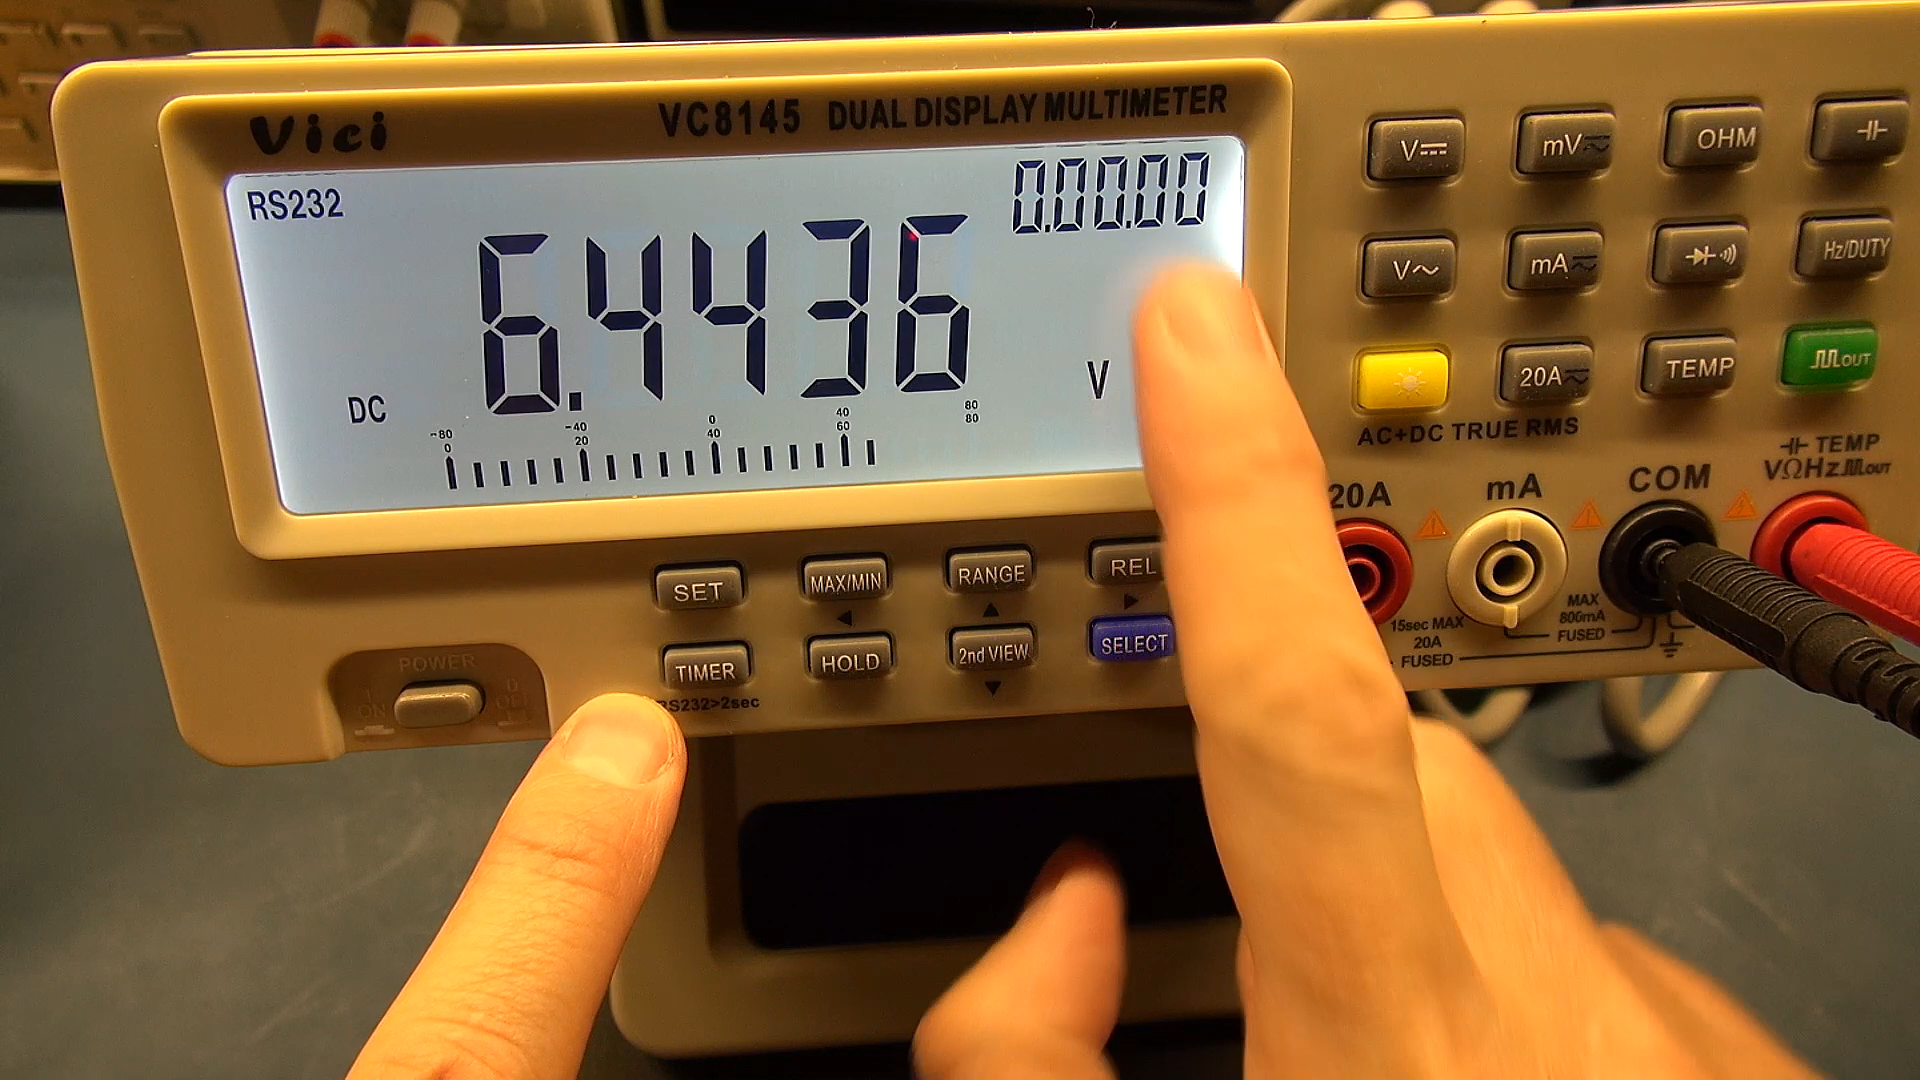 Vici
VC8145 DUAL DISPLAY MULTIMETER
RS232
0.00.00
6.4436
DC
V
-80 -40 0 40 80
0 20 40 60 80
V
mV
OHM
V
mA
Hz/DUTY
20A
TEMP
OUT
AC+DC TRUE RMS
TEMP
20A mA COM VΩHz OUT
15sec MAX
20A
FUSED
MAX
800mA
FUSED
SET MAX/MIN RANGE REL
TIMER HOLD 2nd VIEW SELECT
RS232>2sec
POWER
ON